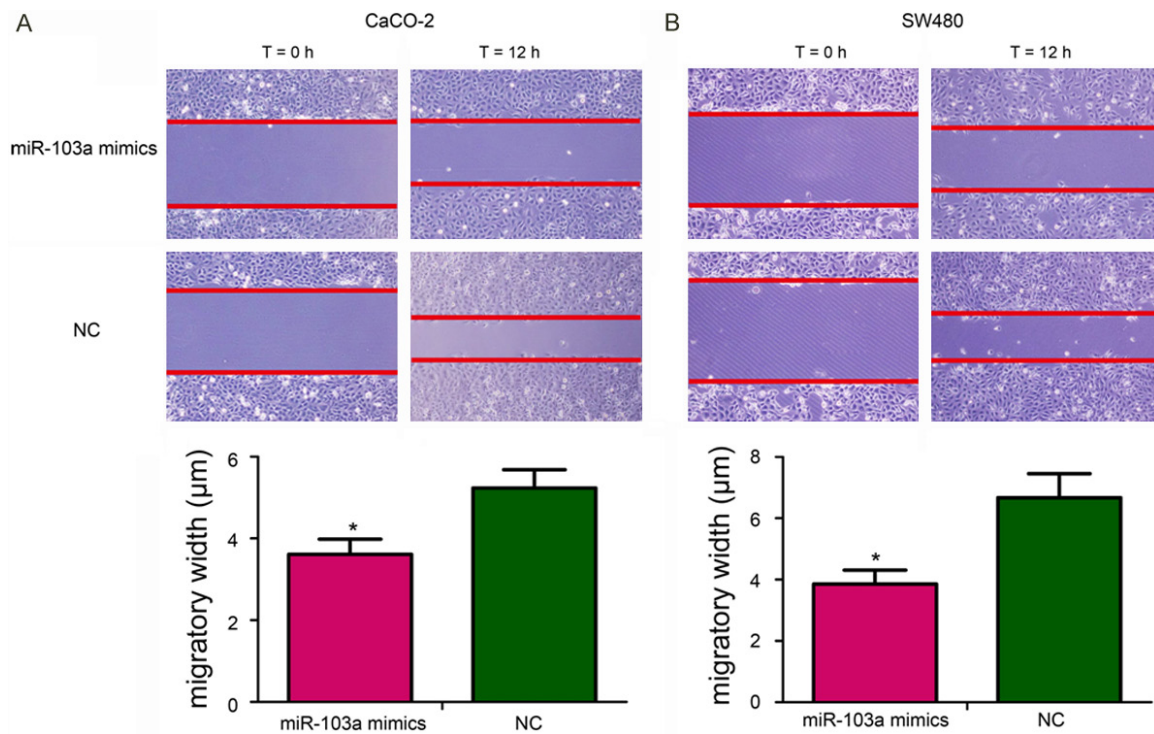 A
CaCO-2
T = 0 h
T = 12 h
miR-103a mimics
NC
migratory width (μm)
6
4
2
0
*
miR-103a mimics
NC
B
SW480
T = 0 h
T = 12 h
migratory width (μm)
8
6
4
2
0
*
miR-103a mimics
NC